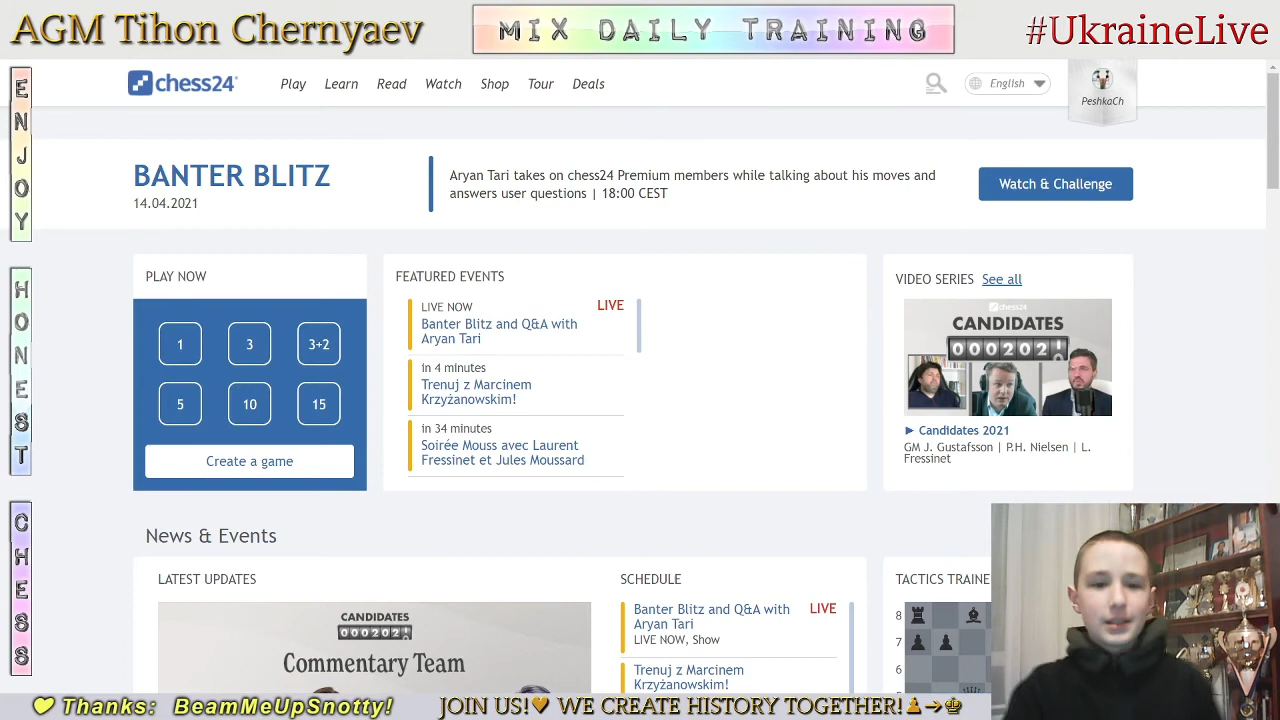 AGM Tihon Chernyaev
MIX DAILY TRAINING
#UkraineLive
ENJOY
HONEST
CHESS
chess24
Play Learn Read Watch Shop Tour Deals
English
PeshkaCh
BANTER BLITZ
14.04.2021
Aryan Tari takes on chess24 Premium members while talking about his moves and
answers user questions | 18:00 CEST
Watch & Challenge
PLAY NOW
1 3 3+2
5 10 15
Create a game
FEATURED EVENTS
LIVE NOW LIVE
Banter Blitz and Q&A with
Aryan Tari
in 4 minutes
Trenuj z Marcinem
Krzyżanowskim!
in 34 minutes
Soirée Mouss avec Laurent
Fressinet et Jules Moussard
VIDEO SERIES See all
chess24
CANDIDATES
000202
► Candidates 2021
GM J. Gustafsson | P.H. Nielsen | L.
Fressinet
News & Events
LATEST UPDATES
CANDIDATES
000202
Commentary Team
SCHEDULE
Banter Blitz and Q&A with LIVE
Aryan Tari
LIVE NOW, Show
Trenuj z Marcinem
Krzyżanowskim!
TACTICS TRAINE
8
7
6
Thanks: BeamMeUpSnotty!
JOIN US!🧡 WE CREATE HISTORY TOGETHER!♟→♚